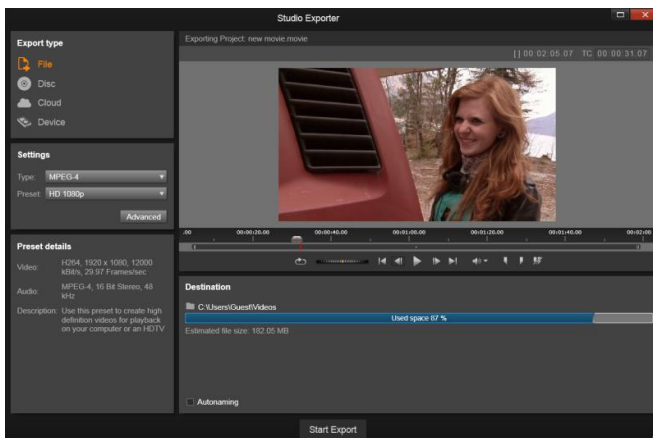 Studio Exporter
Export type
File
Disc
Cloud
Device
Settings
Type: MPEG-4
Preset: HD 1080p
Advanced
Preset details
Video: H264, 1920 x 1080, 12000 kBit/s, 29.97 Frames/sec
Audio: MPEG-4, 16 Bit Stereo, 48 kHz
Description: Use this preset to create high definition videos for playback on your computer or an HDTV
Exporting Project: new movie.movie
[ ] 00:02:05.07 TC 00:00:31.07
.00 00:00:20.00 00:00:40.00 00:01:00.00 00:01:20.00 00:01:40.00 00:02:00
Destination
C:\Users\Guest\Videos
Used space 87 %
Estimated file size: 182.05 MB
Autonaming
Start Export